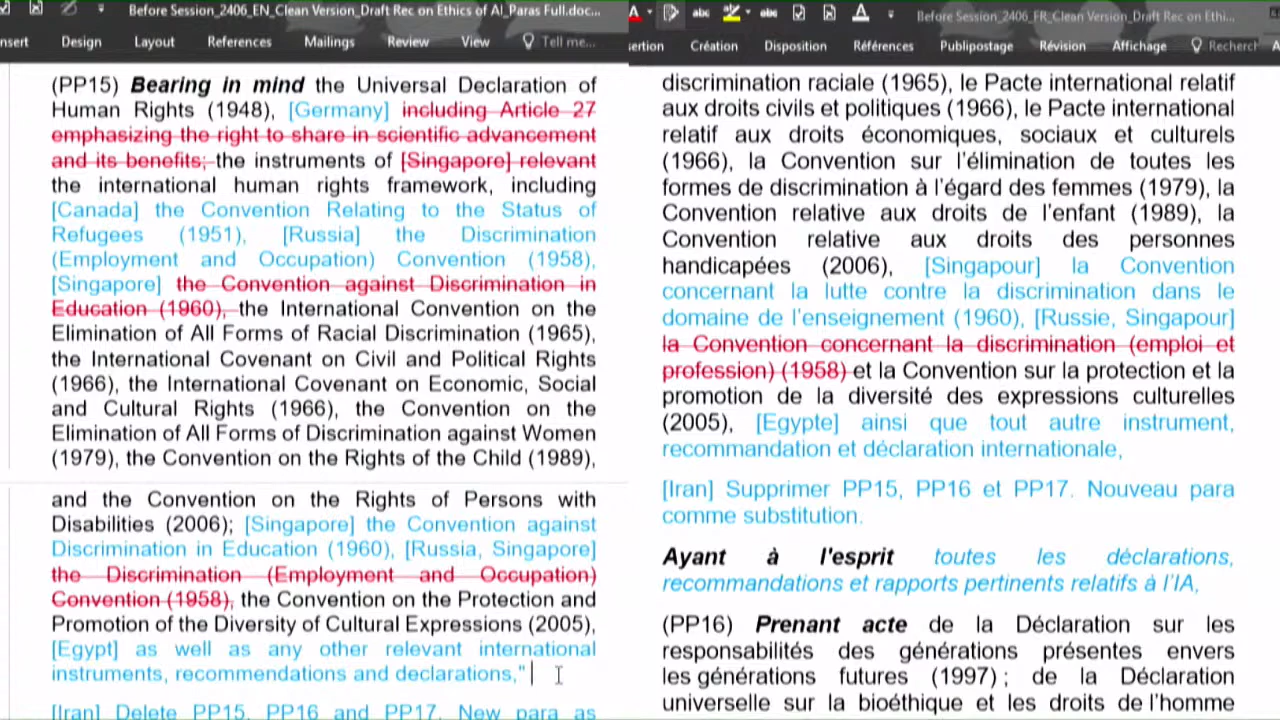 Before Session_2406_EN_Clean Version_Draft Rec on Ethics of AI_Paras Full.doc...
nsert Design Layout References Mailings Review View Tell me...
(PP15) Bearing in mind the Universal Declaration of
Human Rights (1948), [Germany] including Article 27
emphasizing the right to share in scientific advancement
and its benefits; the instruments of [Singapore] relevant
the international human rights framework, including
[Canada] the Convention Relating to the Status of
Refugees (1951), [Russia] the Discrimination
(Employment and Occupation) Convention (1958),
[Singapore] the Convention against Discrimination in
Education (1960), the International Convention on the
Elimination of All Forms of Racial Discrimination (1965),
the International Covenant on Civil and Political Rights
(1966), the International Covenant on Economic, Social
and Cultural Rights (1966), the Convention on the
Elimination of All Forms of Discrimination against Women
(1979), the Convention on the Rights of the Child (1989),
and the Convention on the Rights of Persons with
Disabilities (2006); [Singapore] the Convention against
Discrimination in Education (1960), [Russia, Singapore]
the Discrimination (Employment and Occupation)
Convention (1958), the Convention on the Protection and
Promotion of the Diversity of Cultural Expressions (2005),
[Egypt] as well as any other relevant international
instruments, recommendations and declarations,"
[Iran] Delete PP15, PP16 and PP17. New para as
A abc abc A
Before Session_2406_FR_Clean Version_Draft Rec on Ethi...
sertion Création Disposition Références Publipostage Révision Affichage Recherc
discrimination raciale (1965), le Pacte international relatif
aux droits civils et politiques (1966), le Pacte international
relatif aux droits économiques, sociaux et culturels
(1966), la Convention sur l'élimination de toutes les
formes de discrimination à l'égard des femmes (1979), la
Convention relative aux droits de l'enfant (1989), la
Convention relative aux droits des personnes
handicapées (2006), [Singapour] la Convention
concernant la lutte contre la discrimination dans le
domaine de l'enseignement (1960), [Russie, Singapour]
la Convention concernant la discrimination (emploi et
profession) (1958) et la Convention sur la protection et la
promotion de la diversité des expressions culturelles
(2005), [Egypte] ainsi que tout autre instrument,
recommandation et déclaration internationale,
[Iran] Supprimer PP15, PP16 et PP17. Nouveau para
comme substitution.
Ayant à l'esprit toutes les déclarations,
recommandations et rapports pertinents relatifs à l'IA,
(PP16) Prenant acte de la Déclaration sur les
responsabilités des générations présentes envers
les générations futures (1997) ; de la Déclaration
universelle sur la bioéthique et les droits de l'homme